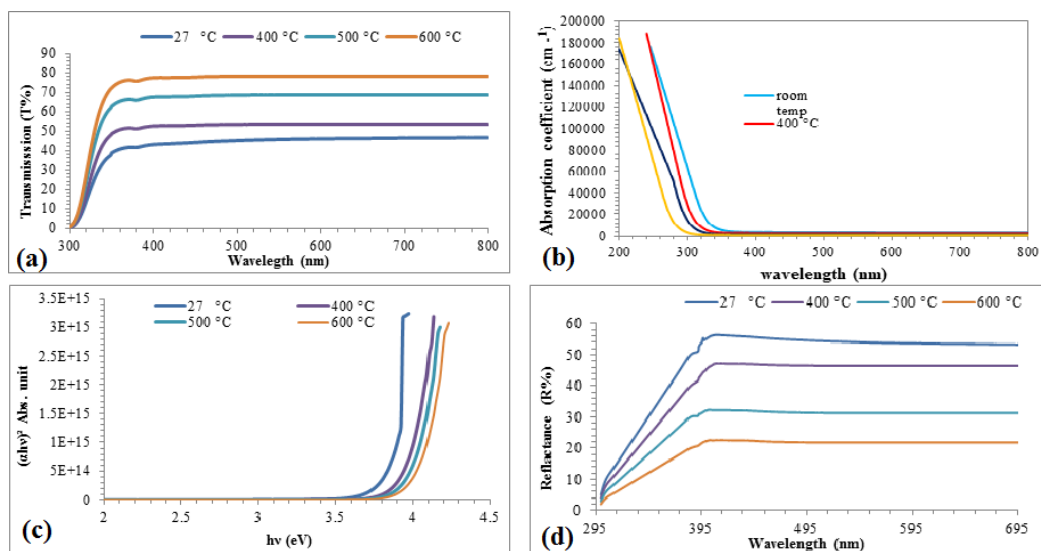 (a)
27 °C 400 °C 500 °C 600 °C
Transmisssion (T%)
90
80
70
60
50
40
30
20
10
0
300 400 500 600 700 800
Wavelegth (nm)
(b)
Absorption coefficient (cm -1)
200000
180000
160000
140000
120000
100000
80000
60000
40000
20000
0
room
temp
400 °C
200 300 400 500 600 700 800
wavelength (nm)
(c)
27 °C 400 °C
500 °C 600 °C
(αhν)² Abs. unit
3.5E+15
3E+15
2.5E+15
2E+15
1.5E+15
1E+15
5E+14
0
2 2.5 3 3.5 4 4.5
hν (eV)
(d)
27 °C 400 °C 500 °C 600 °C
Reflectance (R%)
60
50
40
30
20
10
0
295 395 495 595 695
Wavelength (nm)